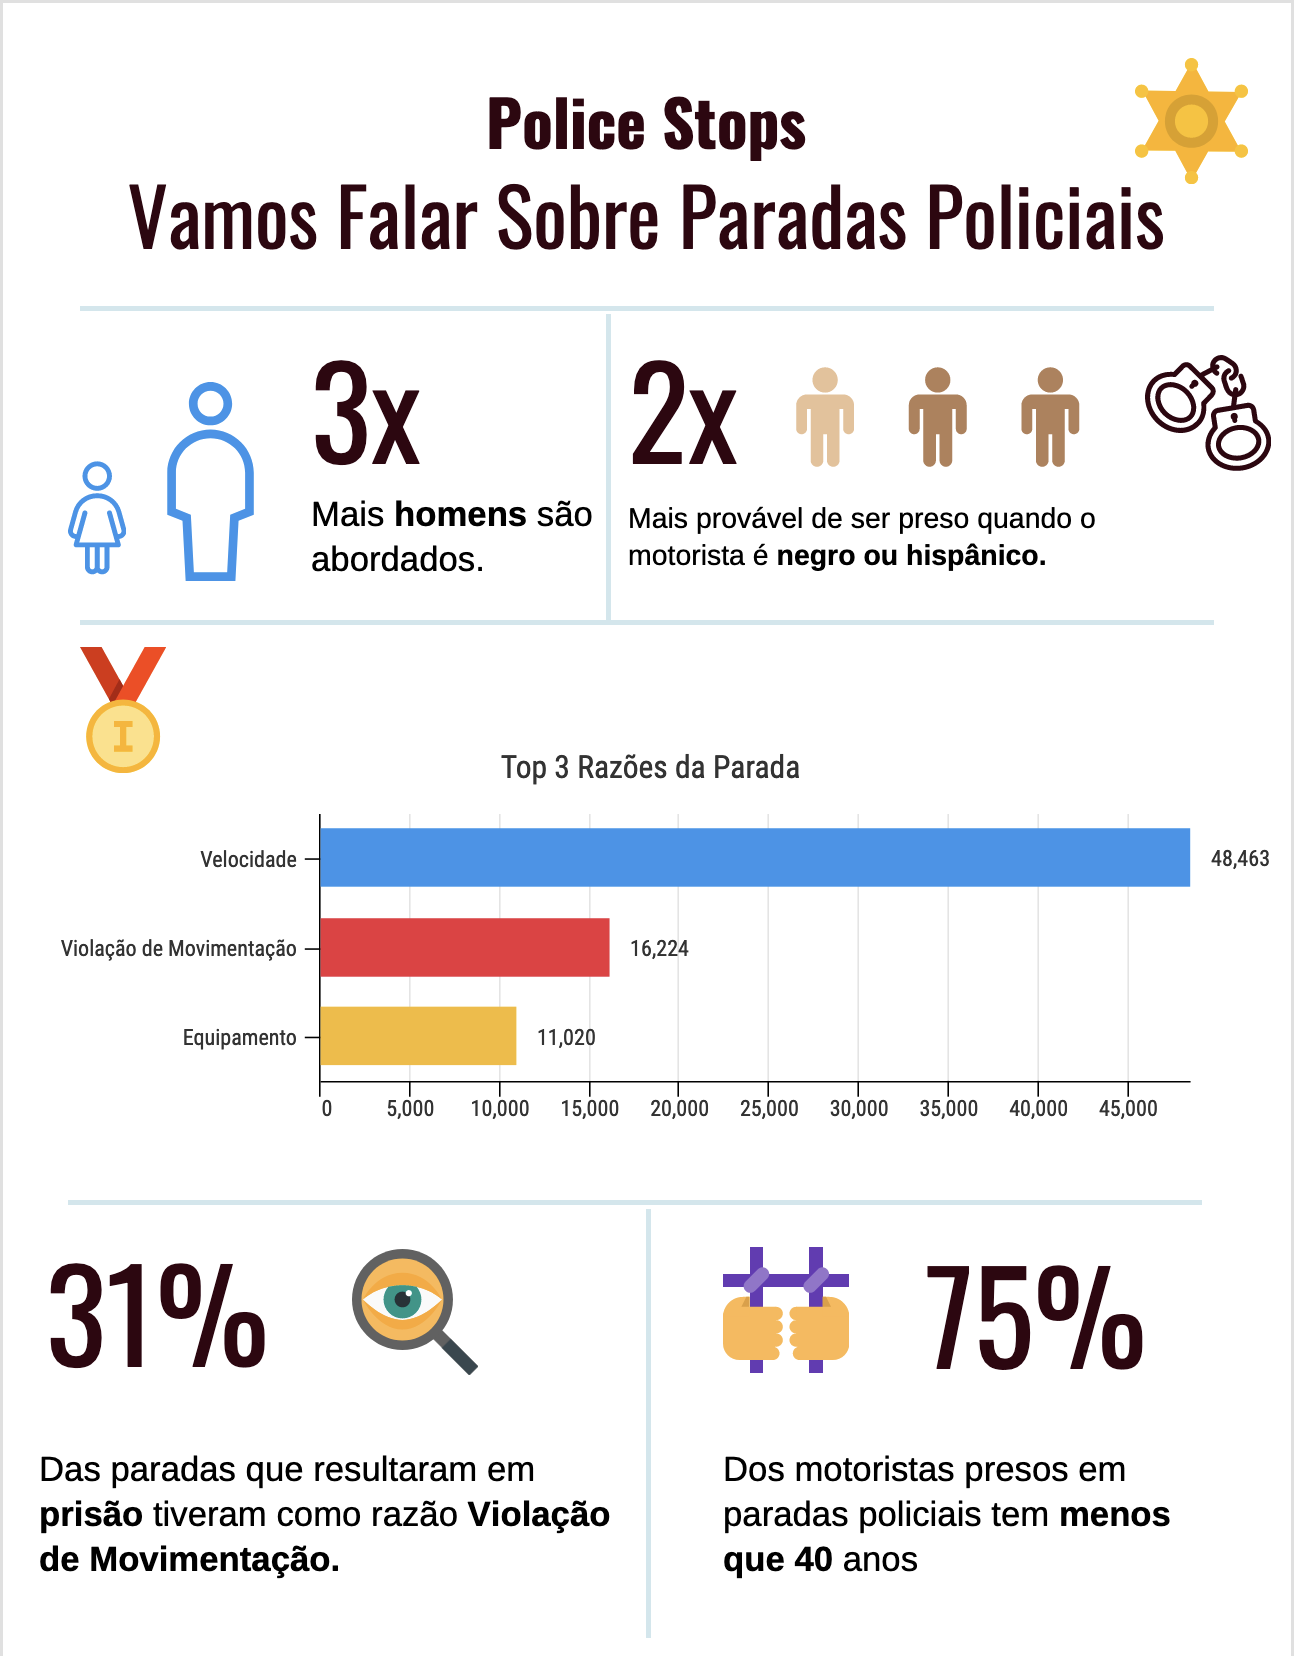 Police Stops
Vamos Falar Sobre Paradas Policiais
3x
Mais homens são
abordados.
2x
Mais provável de ser preso quando o
motorista é negro ou hispânico.
I
Top 3 Razões da Parada
Velocidade
48,463
Violação de Movimentação
16,224
Equipamento
11,020
0 5,000 10,000 15,000 20,000 25,000 30,000 35,000 40,000 45,000
31%
Das paradas que resultaram em
prisão tiveram como razão Violação
de Movimentação.
75%
Dos motoristas presos em
paradas policiais tem menos
que 40 anos